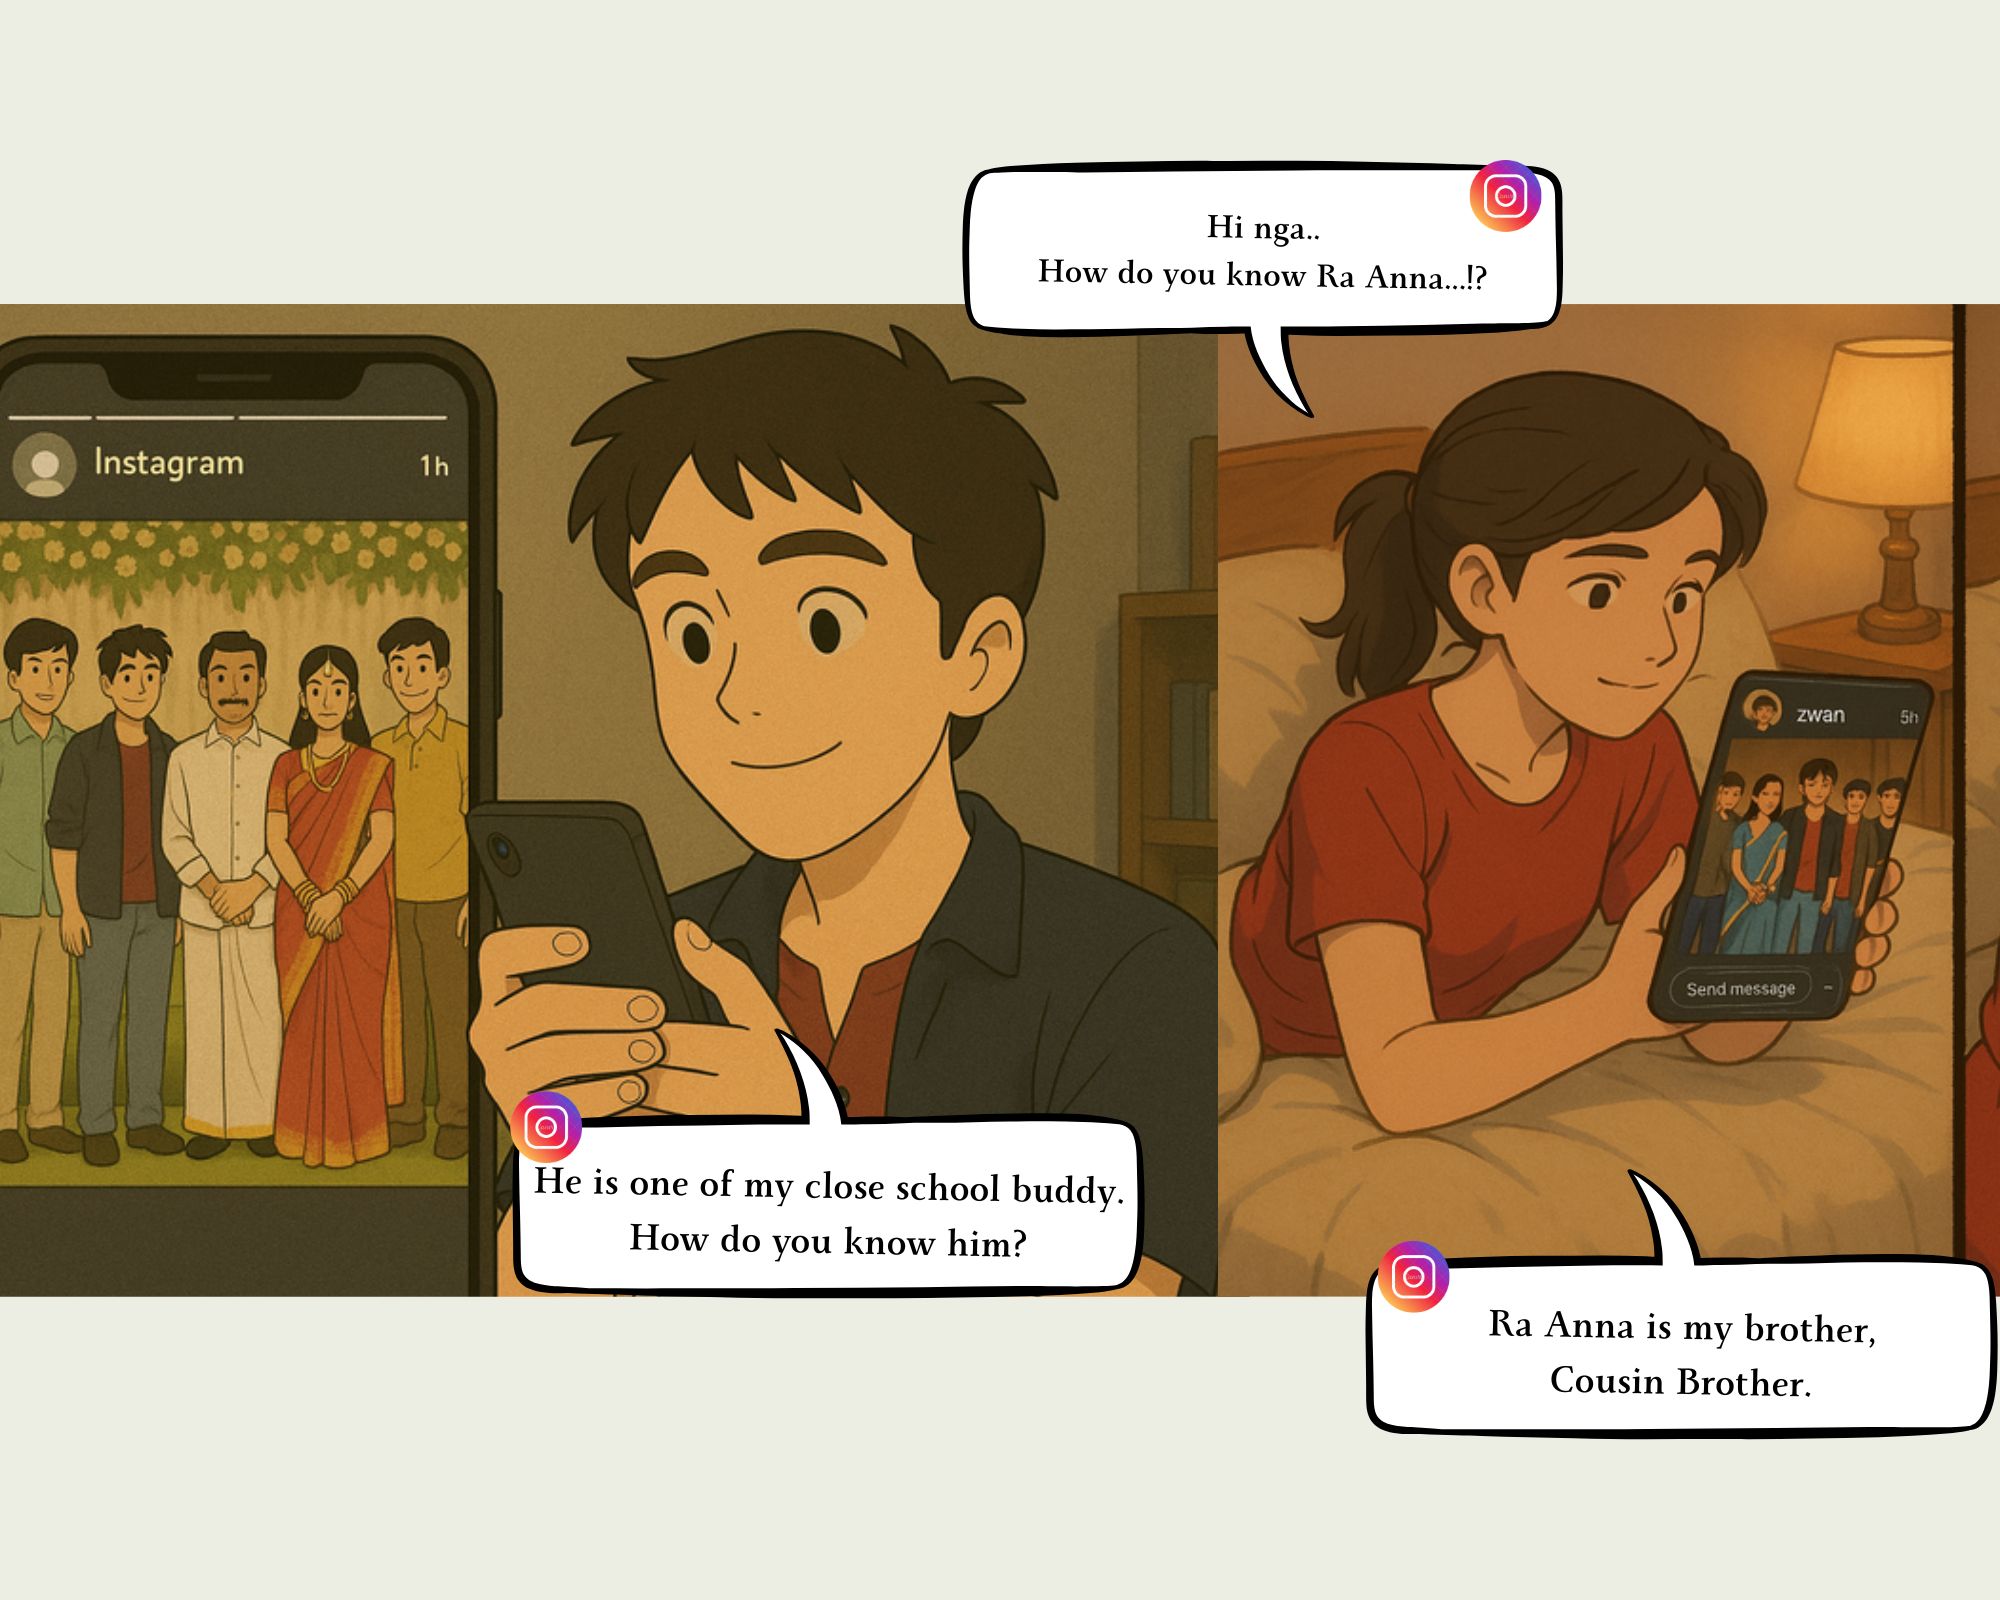 Hi nga..
How do you know Ra Anna...!?
Instagram
1h
zwan
5h
Send message
He is one of my close school buddy.
How do you know him?
Ra Anna is my brother,
Cousin Brother.